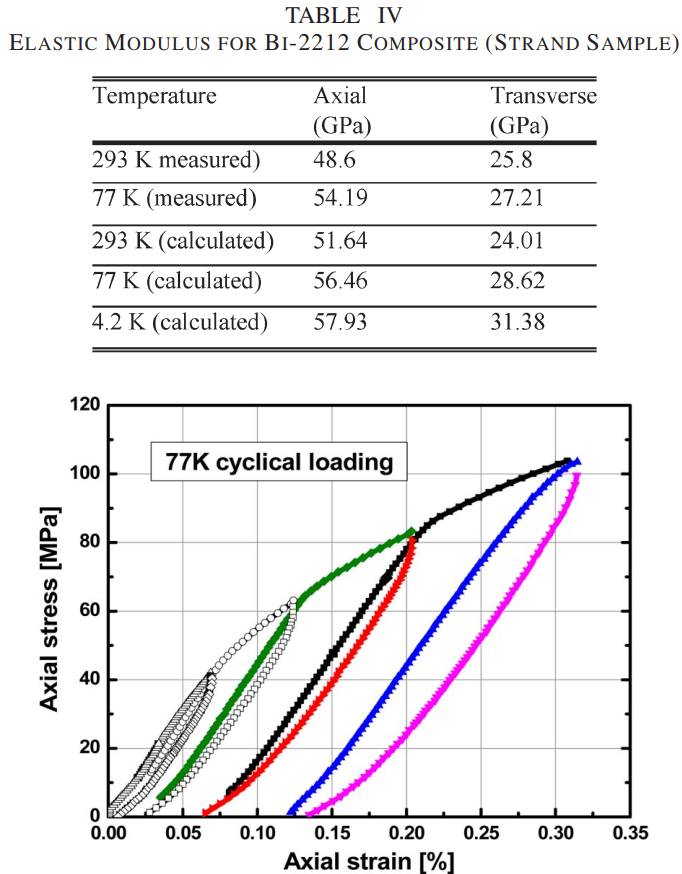 TABLE IV
ELASTIC MODULUS FOR BI-2212 COMPOSITE (STRAND SAMPLE)
Temperature Axial Transverse
(GPa) (GPa)
293 K measured) 48.6 25.8
77 K (measured) 54.19 27.21
293 K (calculated) 51.64 24.01
77 K (calculated) 56.46 28.62
4.2 K (calculated) 57.93 31.38
120
77K cyclical loading
100
80
60
40
20
0
Axial stress [MPa]
0.00 0.05 0.10 0.15 0.20 0.25 0.30 0.35
Axial strain [%]